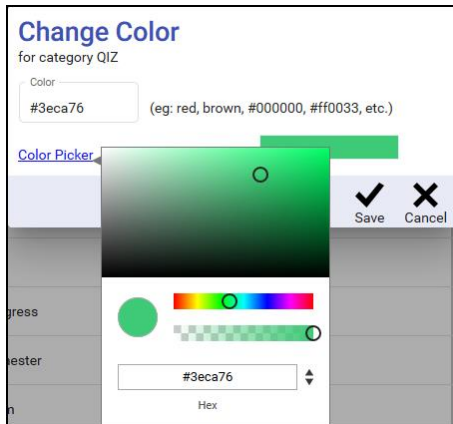 Change Color
for category QIZ
Color
#3eca76
(eg: red, brown, #000000, #ff0033, etc.)
Color Picker
Save
Cancel
gress
nester
#3eca76
n
Hex